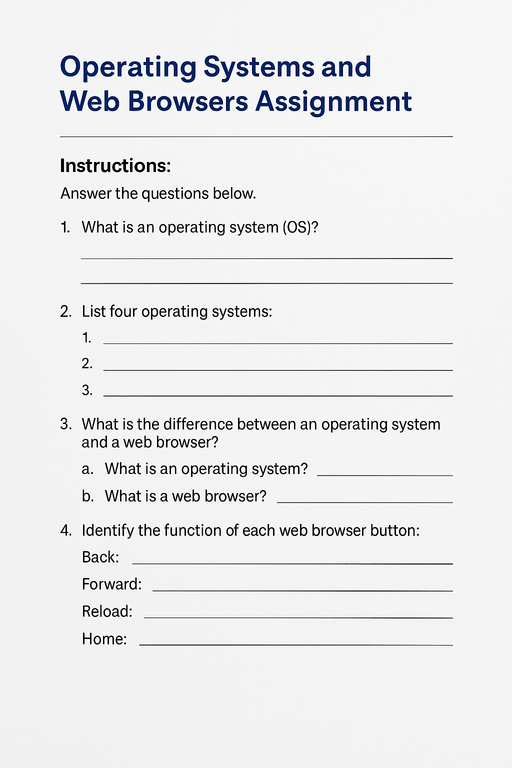 Operating Systems and
Web Browsers Assignment
Instructions:
Answer the questions below.
1. What is an operating system (OS)?
2. List four operating systems:
1.
2.
3.
3. What is the difference between an operating system
and a web browser?
a. What is an operating system?
b. What is a web browser?
4. Identify the function of each web browser button:
Back:
Forward:
Reload:
Home: